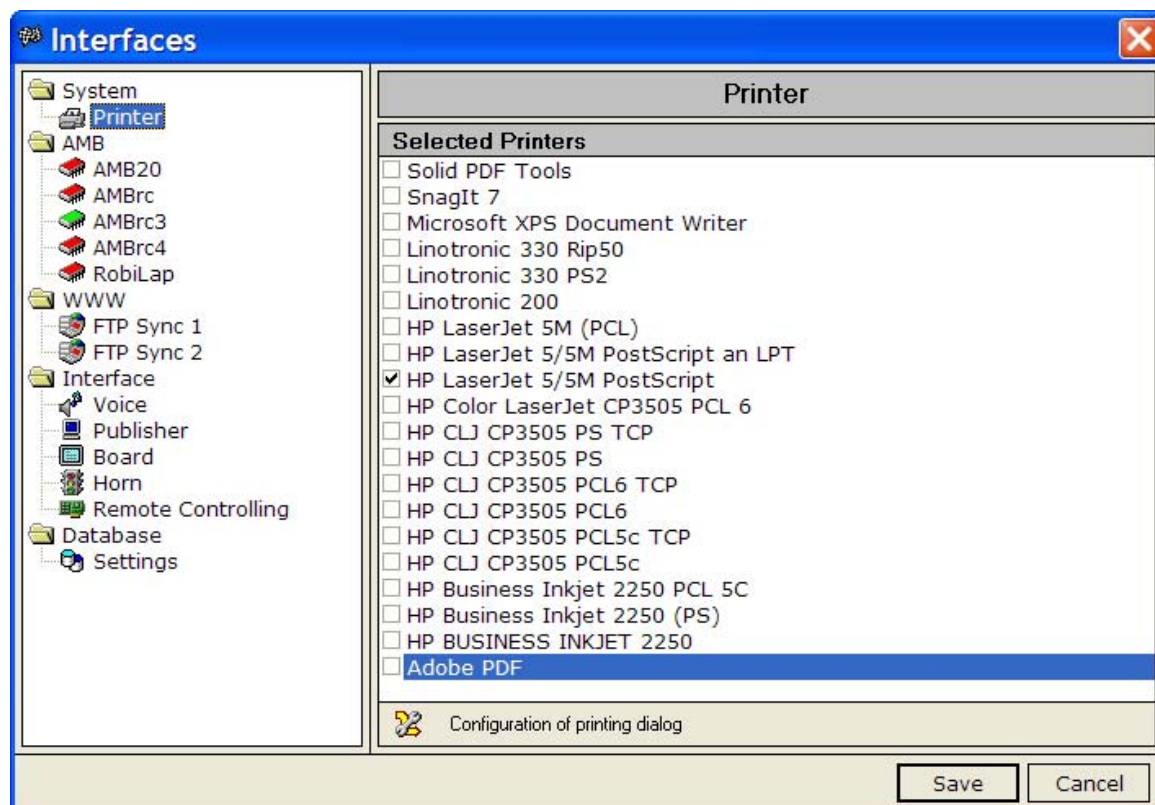 Interfaces
System
Printer
AMB
AMB20
AMBrc
AMBrc3
AMBrc4
RobiLap
WWW
FTP Sync 1
FTP Sync 2
Interface
Voice
Publisher
Board
Horn
Remote Controlling
Database
Settings
Printer
Selected Printers
Solid PDF Tools
SnagIt 7
Microsoft XPS Document Writer
Linotronic 330 Rip50
Linotronic 330 PS2
Linotronic 200
HP LaserJet 5M (PCL)
HP LaserJet 5/5M PostScript an LPT
HP LaserJet 5/5M PostScript
HP Color LaserJet CP3505 PCL 6
HP CLJ CP3505 PS TCP
HP CLJ CP3505 PS
HP CLJ CP3505 PCL6 TCP
HP CLJ CP3505 PCL6
HP CLJ CP3505 PCL5c TCP
HP CLJ CP3505 PCL5c
HP Business Inkjet 2250 PCL 5C
HP Business Inkjet 2250 (PS)
HP BUSINESS INKJET 2250
Adobe PDF
Configuration of printing dialog
Save
Cancel